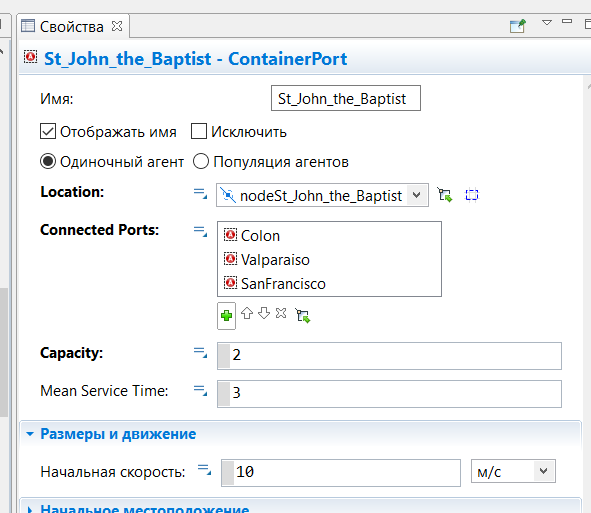 Свойства
St_John_the_Baptist - ContainerPort
Имя: St_John_the_Baptist
Отображать имя Исключить
Одиночный агент Популяция агентов
Location: nodeSt_John_the_Baptist
Connected Ports: Colon
Valparaiso
SanFrancisco
Capacity: 2
Mean Service Time: 3
Размеры и движение
Начальная скорость: 10 м/с
Начальное местоположение